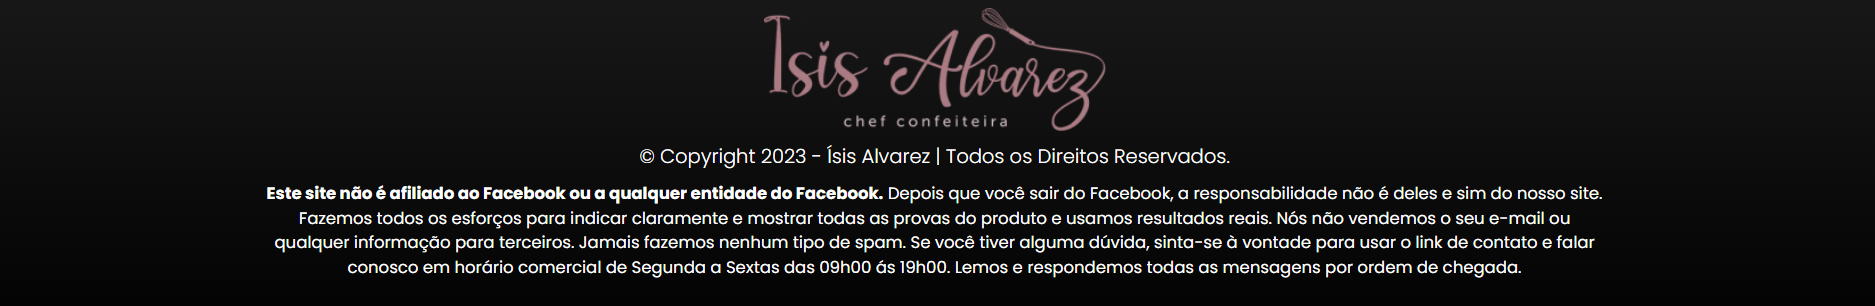 Isis Alvarez
chef confeiteira
© Copyright 2023 - Ísis Alvarez | Todos os Direitos Reservados.
Este site não é afiliado ao Facebook ou a qualquer entidade do Facebook. Depois que você sair do Facebook, a responsabilidade não é deles e sim do nosso site.
Fazemos todos os esforços para indicar claramente e mostrar todas as provas do produto e usamos resultados reais. Nós não vendemos o seu e-mail ou
qualquer informação para terceiros. Jamais fazemos nenhum tipo de spam. Se você tiver alguma dúvida, sinta-se à vontade para usar o link de contato e falar
conosco em horário comercial de Segunda a Sextas das 09h00 ás 19h00. Lemos e respondemos todas as mensagens por ordem de chegada.